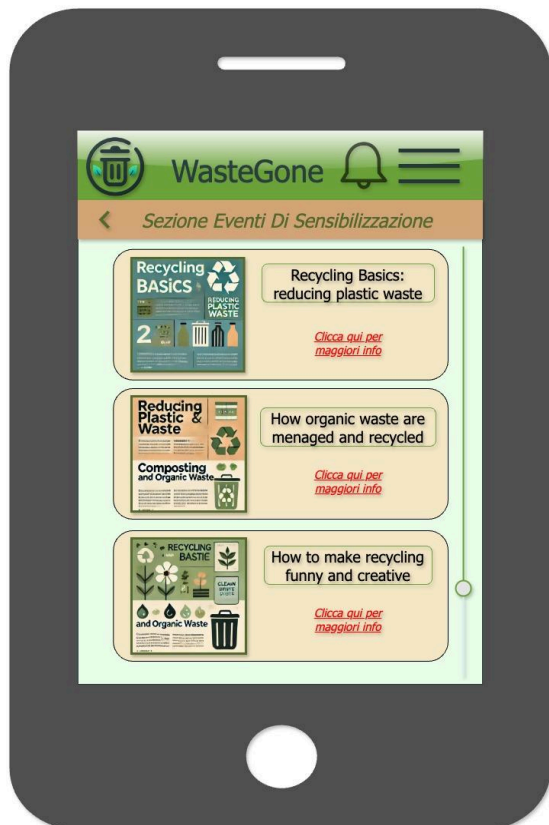 WasteGone
Sezione Eventi Di Sensibilizzazione
Recycling
BASICS
REDUCING
PLASTIC
WASTE
2
Recycling Basics:
reducing plastic waste
Clicca qui per
maggiori info
Reducing
Plastic &
Waste
Composting
and Organic Waste
How organic waste are
menaged and recycled
Clicca qui per
maggiori info
RECYCLING
BASTIE
and Organic Waste
How to make recycling
funny and creative
Clicca qui per
maggiori info